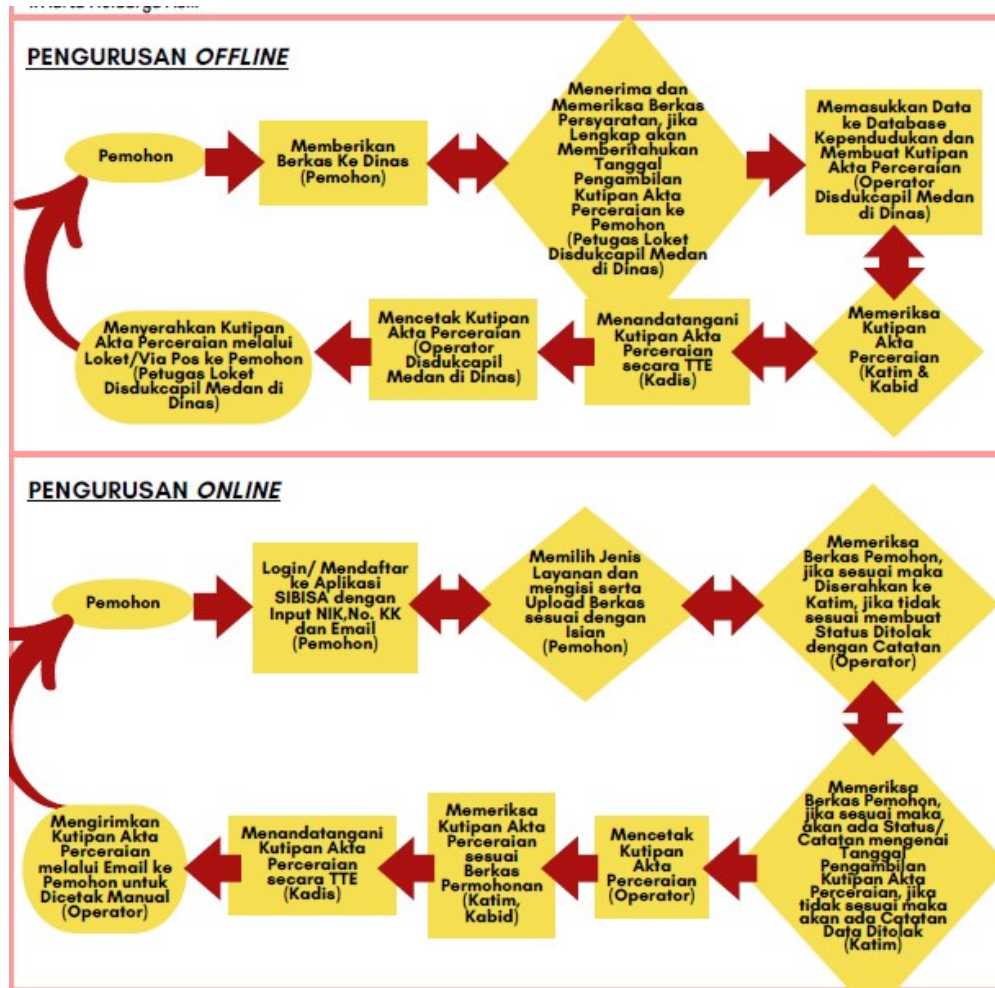 PENGURUSAN OFFLINE
Pemohon
Memberikan
Berkas Ke Dinas
(Pemohon)
Menerima dan
Memeriksa Berkas
Persyaratan, jika
Lengkap akan
Memberitahukan
Tanggal
Pengambilan
Kutipan Akta
Perceraian ke
Pemohon
(Petugas Loket
Disdukcapil Medan
di Dinas)
Memasukkan Data
ke Database
Kependudukan dan
Membuat Kutipan
Akta Perceraian
(Operator
Disdukcapil Medan
di Dinas)
Memeriksa
Kutipan
Akta
Perceraian
(Katim &
Kabid
Menandatangani
Kutipan Akta
Perceraian
secara TTE
(Kadis)
Mencetak Kutipan
Akta Perceraian
(Operator
Disdukcapil
Medan di Dinas)
Menyerahkan Kutipan
Akta Perceraian melalui
Loket/Via Pos ke Pemohon
(Petugas Loket
Disdukcapil Medan di
Dinas)
PENGURUSAN ONLINE
Pemohon
Login/ Mendaftar
ke Aplikasi
SIBISA dengan
Input NIK,No. KK
dan Email
(Pemohon)
Memilih Jenis
Layanan dan
mengisi serta
Upload Berkas
sesuai dengan
Isian
(Pemohon)
Memeriksa
Berkas Pemohon,
jika sesuai maka
Diserahkan ke
Katim, jika tidak
sesuai membuat
Status Ditolak
dengan Catatan
(Operator)
Memeriksa
Berkas Pemohon,
jika sesuai maka
akan ada Status/
Catatan mengenai
Tanggal
Pengambilan
Kutipan Akta
Perceraian, jika
tidak sesuai maka
akan ada Catatan
Data Ditolak
(Katim)
Mencetak
Kutipan
Akta
Perceraian
(Operator)
Memeriksa
Kutipan Akta
Perceraian
sesuai
Berkas
Permohonan
(Katim,
Kabid)
Menandatangani
Kutipan Akta
Perceraian
secara TTE
(Kadis)
Mengirimkan
Kutipan Akta
Perceraian
melalui Email ke
Pemohon untuk
Dicetak Manual
(Operator)